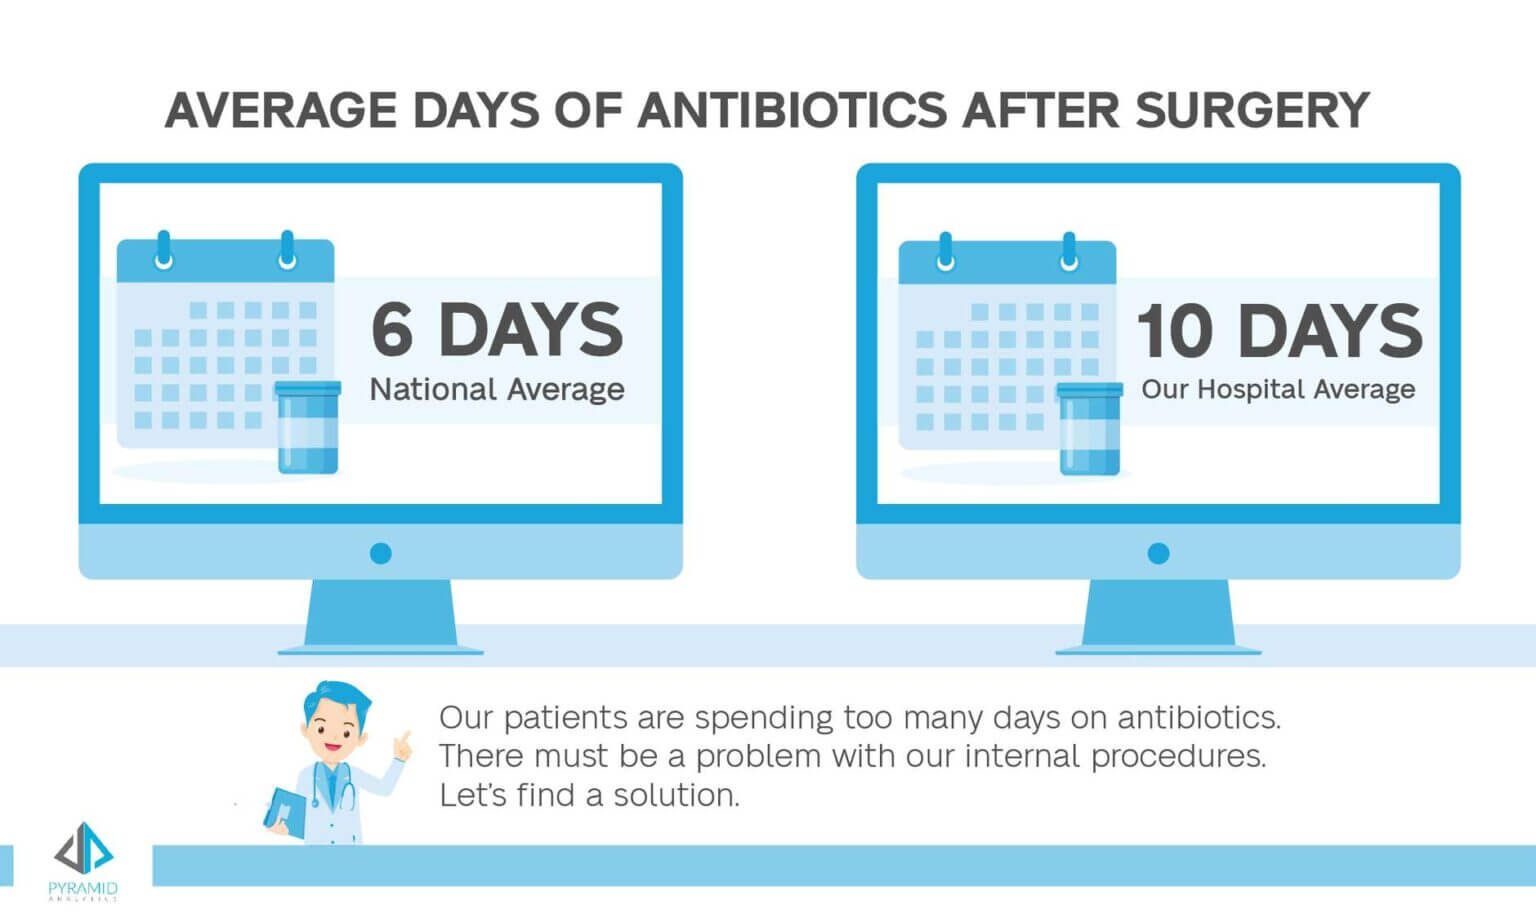 AVERAGE DAYS OF ANTIBIOTICS AFTER SURGERY
6 DAYS
National Average
10 DAYS
Our Hospital Average
Our patients are spending too many days on antibiotics.
There must be a problem with our internal procedures.
Let's find a solution.
PYRAMID
ANALYTICS